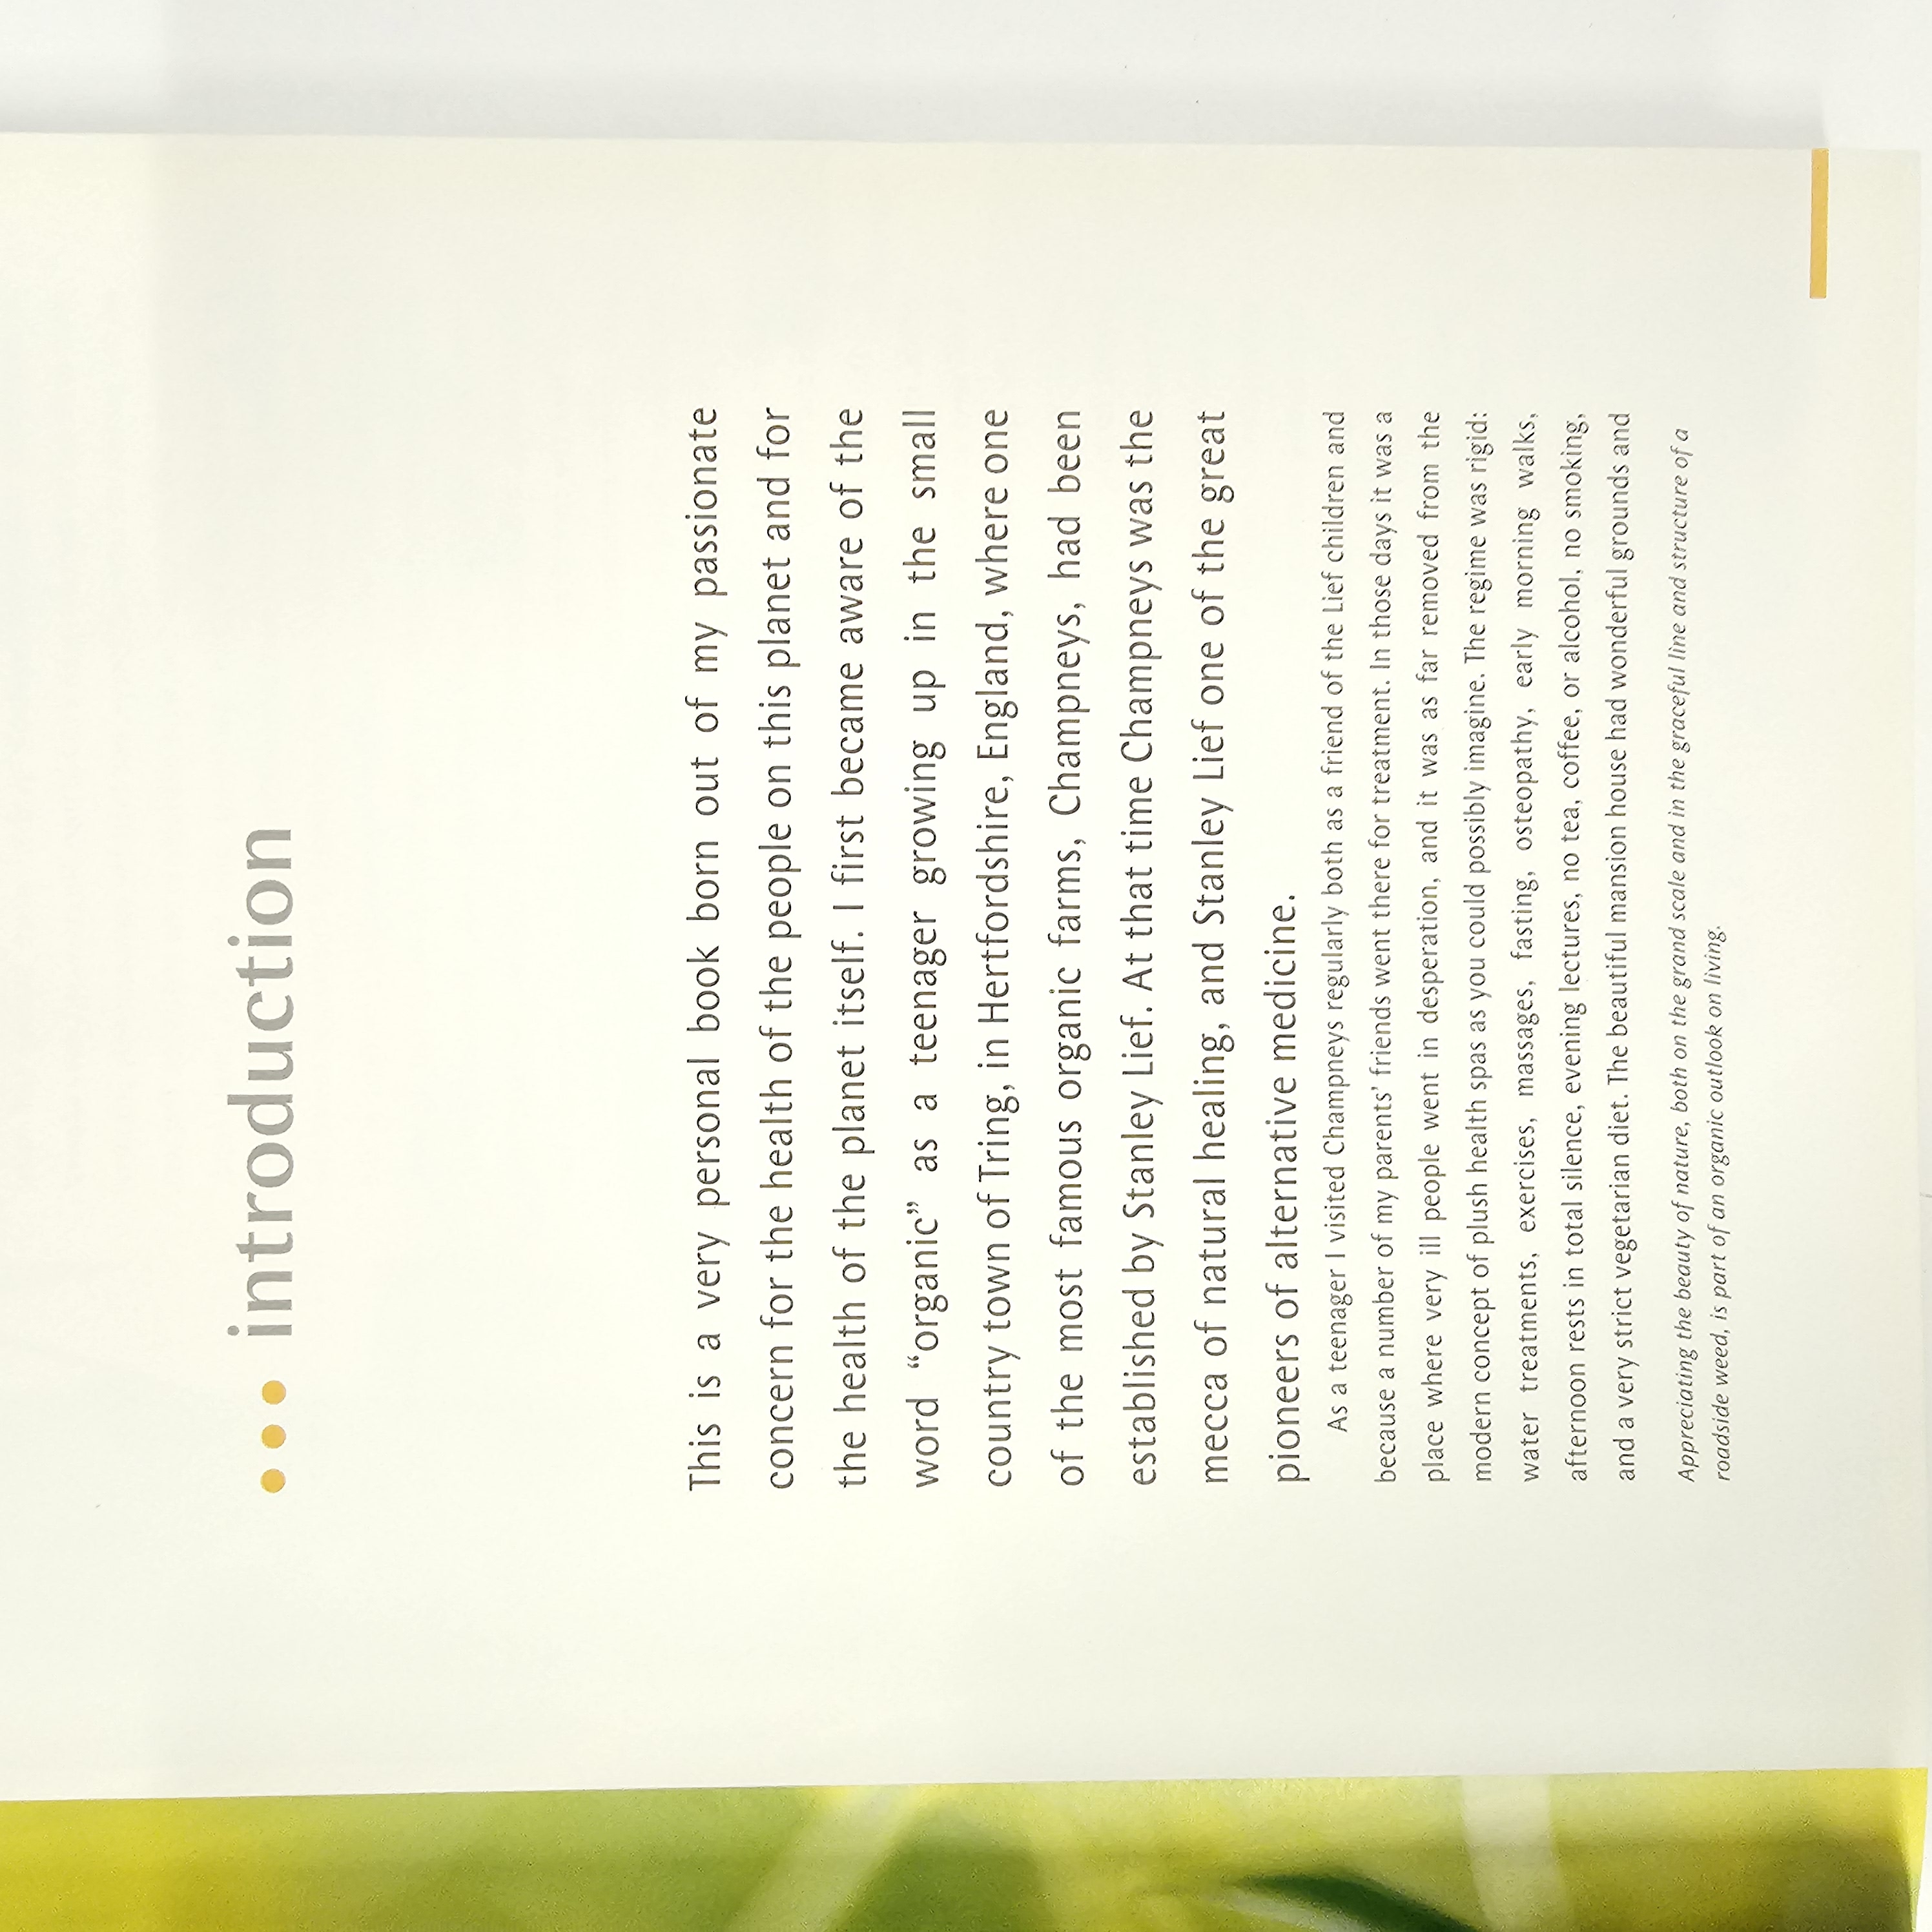 ••• introduction
This is a very personal book born out of my passionate
concern for the health of the people on this planet and for
the health of the planet itself. I first became aware of the
word “organic” as a teenager growing up in the small
country town of Tring, in Hertfordshire, England, where one
of the most famous organic farms, Champneys, had been
established by Stanley Lief. At that time Champneys was the
mecca of natural healing, and Stanley Lief one of the great
pioneers of alternative medicine.
As a teenager I visited Champneys regularly both as a friend of the Lief children and
because a number of my parents’ friends went there for treatment. In those days it was a
place where very ill people went in desperation, and it was as far removed from the
modern concept of plush health spas as you could possibly imagine. The regime was rigid:
water treatments, exercises, massages, fasting, osteopathy, early morning walks,
afternoon rests in total silence, evening lectures, no tea, coffee, or alcohol, no smoking,
and a very strict vegetarian diet. The beautiful mansion house had wonderful grounds and
Appreciating the beauty of nature, both on the grand scale and in the graceful line and structure of a
roadside weed, is part of an organic outlook on living.